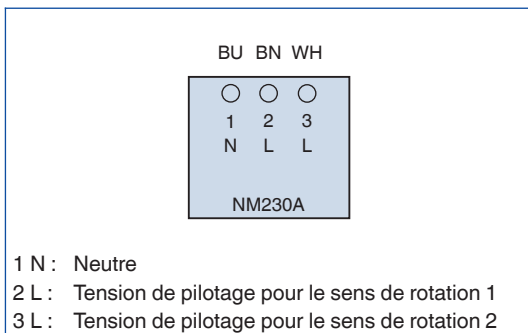 BU BN WH
1 2 3
N L L
NM230A
1 N : Neutre
2 L : Tension de pilotage pour le sens de rotation 1
3 L : Tension de pilotage pour le sens de rotation 2